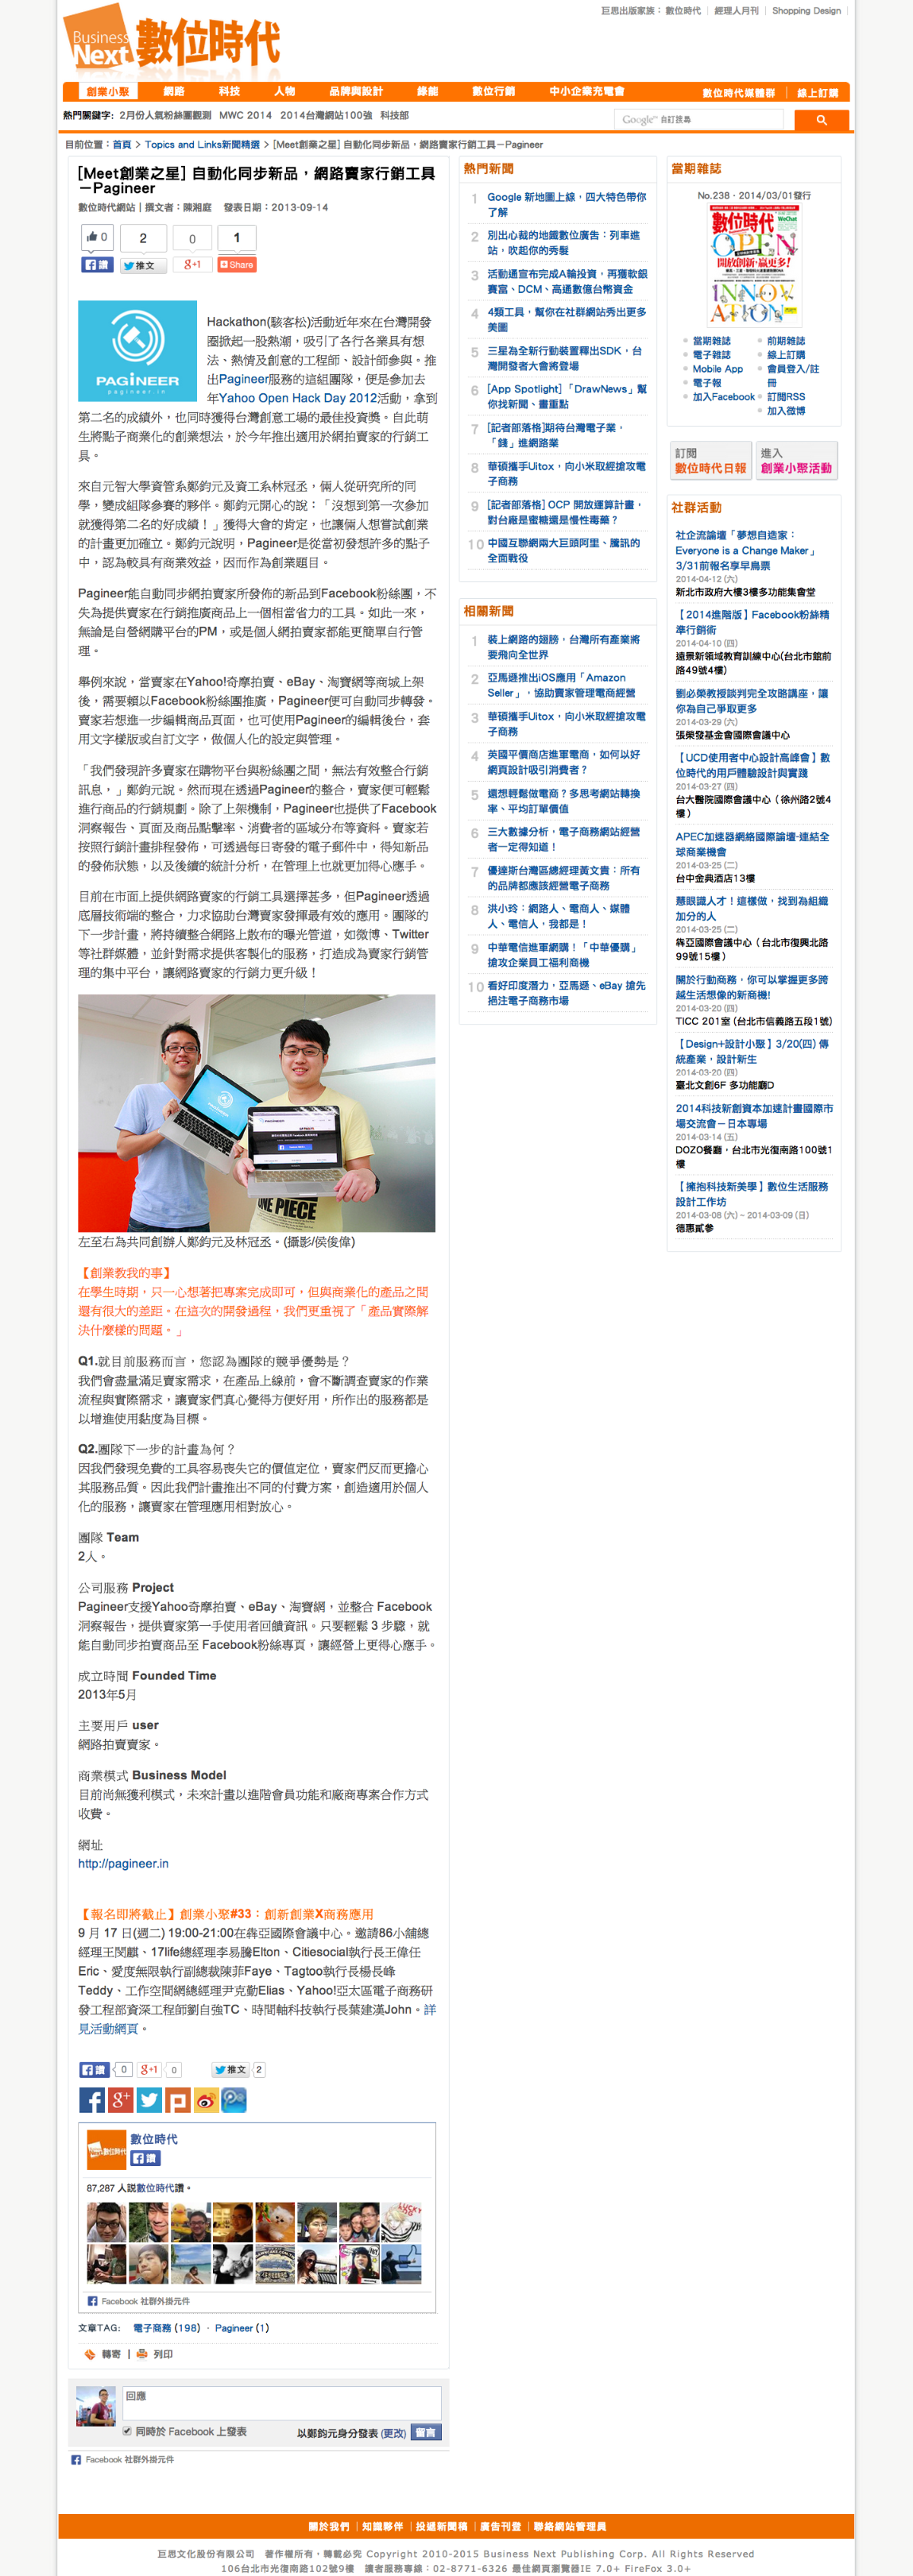 巨思出版家族： 數位時代 ｜ 經理人月刊 ｜ Shopping Design ｜
Business Next 數位時代
創業小聚 網路 科技 人物 品牌與設計 綠能 數位行銷 中小企業充電會 數位時代媒體群 ｜ 線上訂購
熱門關鍵字: 2月份人氣粉絲團觀測 MWC 2014 2014台灣網站100強 科技部
Google™ 自訂搜尋
目前位置：首頁 > Topics and Links新聞精選 > [Meet創業之星] 自動化同步新品，網路賣家行銷工具－Pagineer
[Meet創業之星] 自動化同步新品，網路賣家行銷工具
－Pagineer
數位時代網站｜撰文者：陳湘庭 發表日期：2013-09-14
0 2 0 1
讚 推文 g+1 Share
PAGINEER
pagineer.in
Hackathon(駭客松)活動近年來在台灣開發
圈掀起一股熱潮，吸引了各行各業具有想
法、熱情及創意的工程師、設計師參與。推
出Pagineer服務的這組團隊，便是參加去
年Yahoo Open Hack Day 2012活動，拿到
第二名的成績外，也同時獲得台灣創意工場的最佳投資獎。自此萌
生將點子商業化的創業想法，於今年推出適用於網拍賣家的行銷工
具。
來自元智大學資管系鄭鈞元及資工系林冠丞，倆人從研究所的同
學，變成組隊參賽的夥伴。鄭鈞元開心的說：「沒想到第一次參加
就獲得第二名的好成績！」獲得大會的肯定，也讓倆人想嘗試創業
的計畫更加確立。鄭鈞元說明，Pagineer是從當初發想許多的點子
中，認為較具有商業效益，因而作為創業題目。
Pagineer能自動同步網拍賣家所發佈的新品到Facebook粉絲團，不
失為提供賣家在行銷推廣商品上一個相當省力的工具。如此一來，
無論是自營網購平台的PM，或是個人網拍賣家都能更簡單自行管
理。
舉例來說，當賣家在Yahoo!奇摩拍賣、eBay、淘寶網等商城上架
後，需要賴以Facebook粉絲團推廣，Pagineer便可自動同步轉發。
賣家若想進一步編輯商品頁面，也可使用Pagineer的編輯後台，套
用文字樣版或自訂文字，做個人化的設定與管理。
「我們發現許多賣家在購物平台與粉絲團之間，無法有效整合行銷
訊息，」鄭鈞元說。然而現在透過Pagineer的整合，賣家便可輕鬆
進行商品的行銷規劃。除了上架機制，Pagineer也提供了Facebook
洞察報告、頁面及商品點擊率、消費者的區域分布等資料。賣家若
按照行銷計畫排程發佈，可透過每日寄發的電子郵件中，得知新品
的發佈狀態，以及後續的統計分析，在管理上也就更加得心應手。
目前在市面上提供網路賣家的行銷工具選擇甚多，但Pagineer透過
底層技術端的整合，力求協助台灣賣家發揮最有效的應用。團隊的
下一步計畫，將持續整合網路上散布的曝光管道，如微博、Twitter
等社群媒體，並針對需求提供客製化的服務，打造成為賣家行銷管
理的集中平台，讓網路賣家的行銷力更升級！
ONE PIECE
左至右為共同創辦人鄭鈞元及林冠丞。(攝影/侯俊偉)
【創業教我的事】
在學生時期，只一心想著把專案完成即可，但與商業化的產品之間
還有很大的差距。在這次的開發過程，我們更重視了「產品實際解
決什麼樣的問題。」
Q1.就目前服務而言，您認為團隊的競爭優勢是？
我們會盡量滿足賣家需求，在產品上線前，會不斷調查賣家的作業
流程與實際需求，讓賣家們真心覺得方便好用，所作出的服務都是
以增進使用黏度為目標。
Q2.團隊下一步的計畫為何？
因我們發現免費的工具容易喪失它的價值定位，賣家們反而更擔心
其服務品質。因此我們計畫推出不同的付費方案，創造適用於個人
化的服務，讓賣家在管理應用相對放心。
團隊 Team
2人。
公司服務 Project
Pagineer支援Yahoo奇摩拍賣、eBay、淘寶網，並整合 Facebook
洞察報告，提供賣家第一手使用者回饋資訊。只要輕鬆 3 步驟，就
能自動同步拍賣商品至 Facebook粉絲專頁，讓經營上更得心應手。
成立時間 Founded Time
2013年5月
主要用戶 user
網路拍賣賣家。
商業模式 Business Model
目前尚無獲利模式，未來計畫以進階會員功能和廠商專案合作方式
收費。
網址
http://pagineer.in
【報名即將截止】創業小聚#33：創新創業X商務應用
9 月 17 日(週二) 19:00-21:00在犇亞國際會議中心。邀請86小舖總
經理王閔麒、17life總經理李易騰Elton、Citiesocial執行長王偉任
Eric、愛度無限執行副總裁陳菲Faye、Tagtoo執行長楊長峰
Teddy、工作空間網總經理尹克勤Elias、Yahoo!亞太區電子商務研
發工程部資深工程師劉自強TC、時間軸科技執行長葉建漢John。詳
見活動網頁。
讚 0 g+1 0 推文 2
數位時代
讚
87,287 人說數位時代讚。
Facebook 社群外掛元件
文章TAG: 電子商務 (198) · Pagineer (1)
轉寄 | 列印
回應
同時於 Facebook 上發表 以鄭鈞元身分發表 (更改) 留言
Facebook 社群外掛元件
熱門新聞
1 Google 新地圖上線，四大特色帶你
了解
2 別出心裁的地鐵數位廣告：列車進
站，吹起你的秀髮
3 活動通宣布完成A輪投資，再獲軟銀
賽富、DCM、高通數億台幣資金
4 4類工具，幫你在社群網站秀出更多
美圖
5 三星為全新行動裝置釋出SDK，台
灣開發者大會將登場
6 [App Spotlight]「DrawNews」幫
你找新聞、畫重點
7 [記者部落格]期待台灣電子業，
「錢」進網路業
8 華碩攜手Uitox，向小米取經搶攻電
子商務
9 [記者部落格] OCP 開放運算計畫，
對台廠是蜜糖還是慢性毒藥？
10 中國互聯網兩大巨頭阿里、騰訊的
全面戰役
相關新聞
1 裝上網路的翅膀，台灣所有產業將
要飛向全世界
2 亞馬遜推出iOS應用「Amazon
Seller」，協助賣家管理電商經營
3 華碩攜手Uitox，向小米取經搶攻電
子商務
4 英國平價商店進軍電商，如何以好
網頁設計吸引消費者？
5 還想輕鬆做電商？多思考網站轉換
率、平均訂單價值
6 三大數據分析，電子商務網站經營
者一定得知道！
7 優達斯台灣區總經理黃文貴：所有
的品牌都應該經營電子商務
8 洪小玲：網路人、電商人、媒體
人、電信人，我都是！
9 中華電信進軍網購！「中華優購」
搶攻企業員工福利商機
10 看好印度潛力，亞馬遜、eBay 搶先
挹注電子商務市場
當期雜誌
No.238．2014/03/01發行
數位時代
WeChat
OPEN
開放創新，贏更多！
INNOVATION
當期雜誌 前期雜誌
電子雜誌 線上訂購
Mobile App 會員登入/註
冊
電子報 訂閱RSS
加入Facebook 加入微博
訂閱
數位時代日報
進入
創業小聚活動
社群活動
社企流論壇「夢想自造家：
Everyone is a Change Maker」
3/31前報名享早鳥票
2014-04-12 (六)
新北市政府大樓3樓多功能集會堂
【2014進階版】Facebook粉絲精
準行銷術
2014-04-10 (四)
遠景新領域教育訓練中心(台北市館前
路49號4樓)
劉必榮教授談判完全攻略講座，讓
你為自己爭取更多
2014-03-29 (六)
張榮發基金會國際會議中心
【UCD使用者中心設計高峰會】數
位時代的用戶體驗設計與實踐
2014-03-27 (四)
台大醫院國際會議中心（徐州路2號4
樓）
APEC加速器網絡國際論壇-連結全
球商業機會
2014-03-25 (二)
台中金典酒店13樓
慧眼識人才！這樣做，找到為組織
加分的人
2014-03-25 (二)
犇亞國際會議中心（台北市復興北路
99號15樓）
關於行動商務，你可以掌握更多跨
越生活想像的新商機!
2014-03-20 (四)
TICC 201室 (台北市信義路五段1號)
【Design+設計小聚】3/20(四) 傳
統產業，設計新生
2014-03-20 (四)
臺北文創6F 多功能廳D
2014科技新創資本加速計畫國際市
場交流會－日本專場
2014-03-14 (五)
DOZO餐廳，台北市光復南路100號1
樓
【擁抱科技新美學】數位生活服務
設計工作坊
2014-03-08 (六) ~ 2014-03-09 (日)
德惠貳參
關於我們 ｜ 知識夥伴 ｜ 投遞新聞稿 ｜ 廣告刊登 ｜ 聯絡網站管理員
巨思文化股份有限公司 著作權所有，轉載必究 Copyright 2010-2015 Business Next Publishing Corp. All Rights Reserved
106台北市光復南路102號9樓 讀者服務專線：02-8771-6326 最佳網頁瀏覽器IE 7.0+ FireFox 3.0+